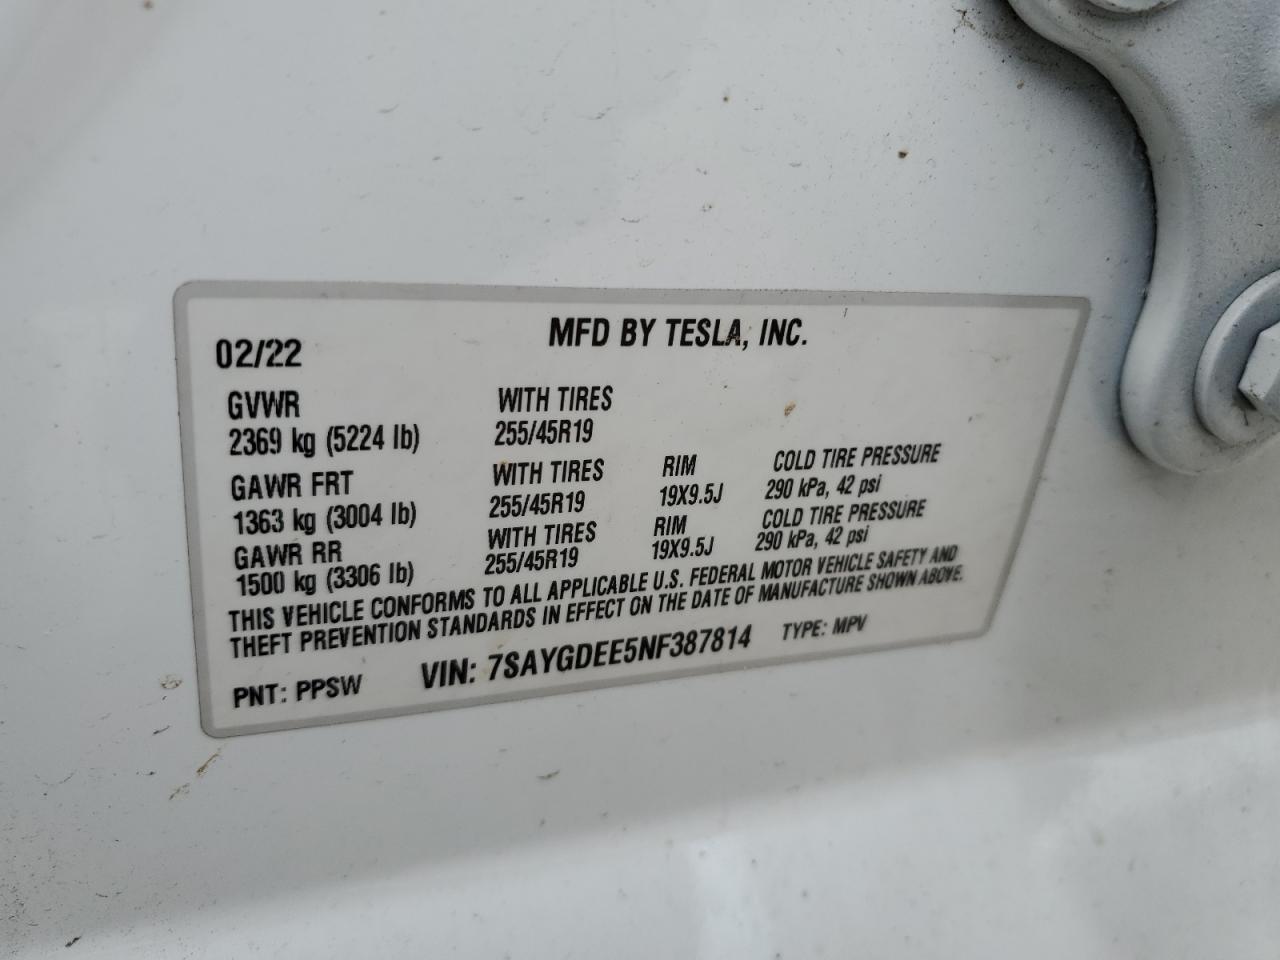 MFD BY TESLA, INC.
02/22
GVWR WITH TIRES
2369 kg (5224 lb) 255/45R19
GAWR FRT WITH TIRES RIM COLD TIRE PRESSURE
1363 kg (3004 lb) 255/45R19 19X9.5J 290 kPa, 42 psi
GAWR RR WITH TIRES RIM COLD TIRE PRESSURE
1500 kg (3306 lb) 255/45R19 19X9.5J 290 kPa, 42 psi
THIS VEHICLE CONFORMS TO ALL APPLICABLE U.S. FEDERAL MOTOR VEHICLE SAFETY AND
THEFT PREVENTION STANDARDS IN EFFECT ON THE DATE OF MANUFACTURE SHOWN ABOVE.
PNT: PPSW VIN: 7SAYGDEE5NF387814 TYPE: MPV